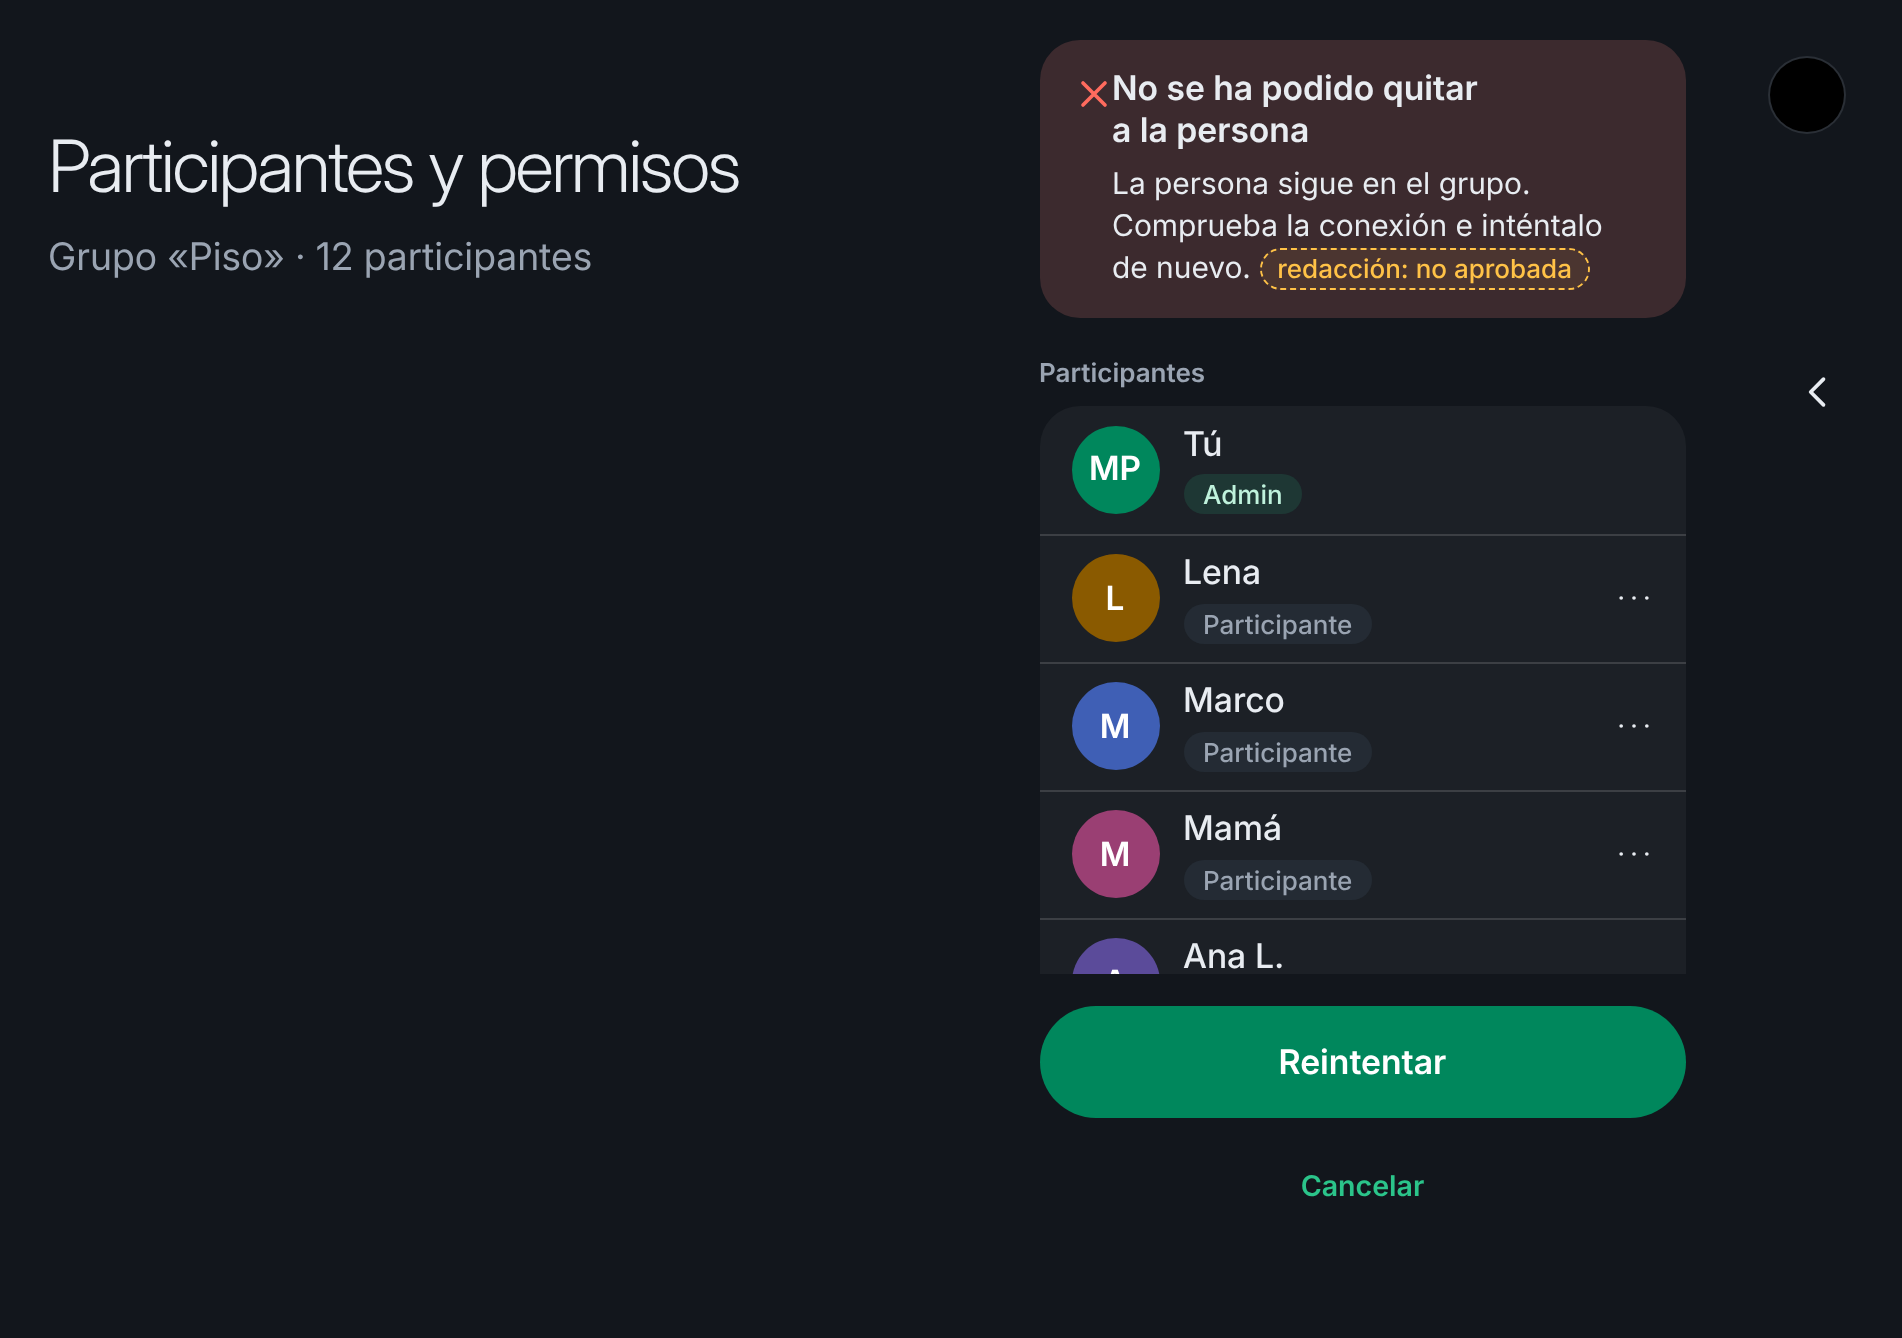 Participantes y permisos
Grupo «Piso» · 12 participantes
No se ha podido quitar
a la persona
La persona sigue en el grupo.
Comprueba la conexión e inténtalo
de nuevo. redacción: no aprobada
Participantes
MP
Tú
Admin
L
Lena
Participante
M
Marco
Participante
M
Mamá
Participante
Ana L.
Reintentar
Cancelar